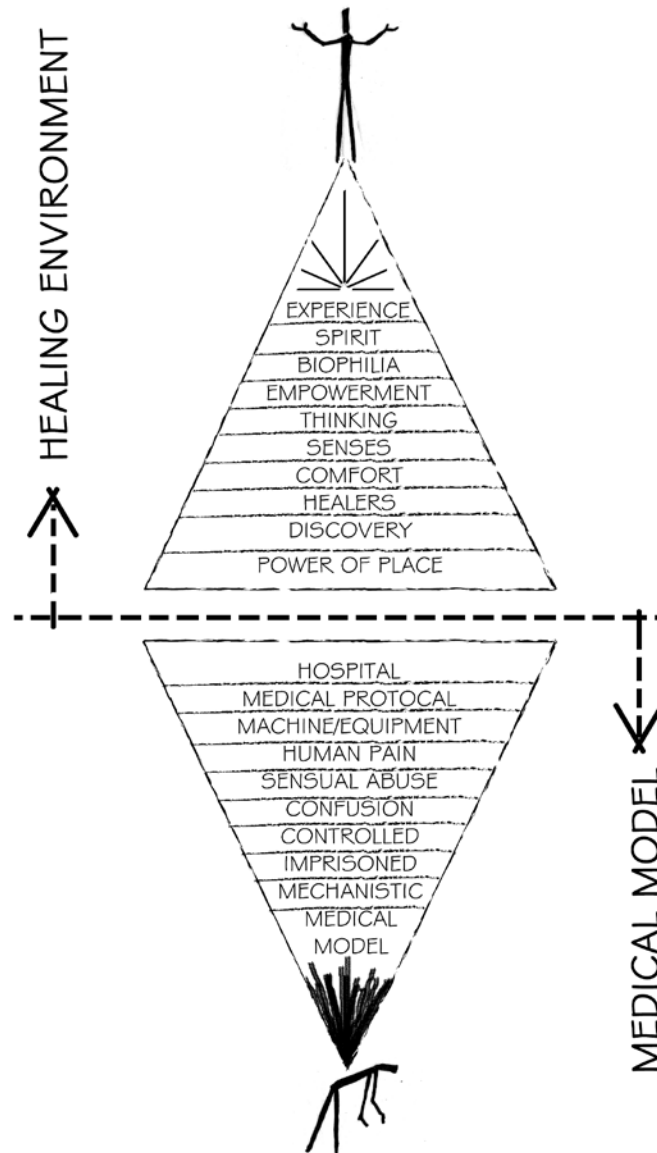 HEALING ENVIRONMENT
EXPERIENCE
SPIRIT
BIOPHILIA
EMPOWERMENT
THINKING
SENSES
COMFORT
HEALERS
DISCOVERY
POWER OF PLACE
HOSPITAL
MEDICAL PROTOCAL
MACHINE/EQUIPMENT
HUMAN PAIN
SENSUAL ABUSE
CONFUSION
CONTROLLED
IMPRISONED
MECHANISTIC
MEDICAL
MODEL
MEDICAL MODEL